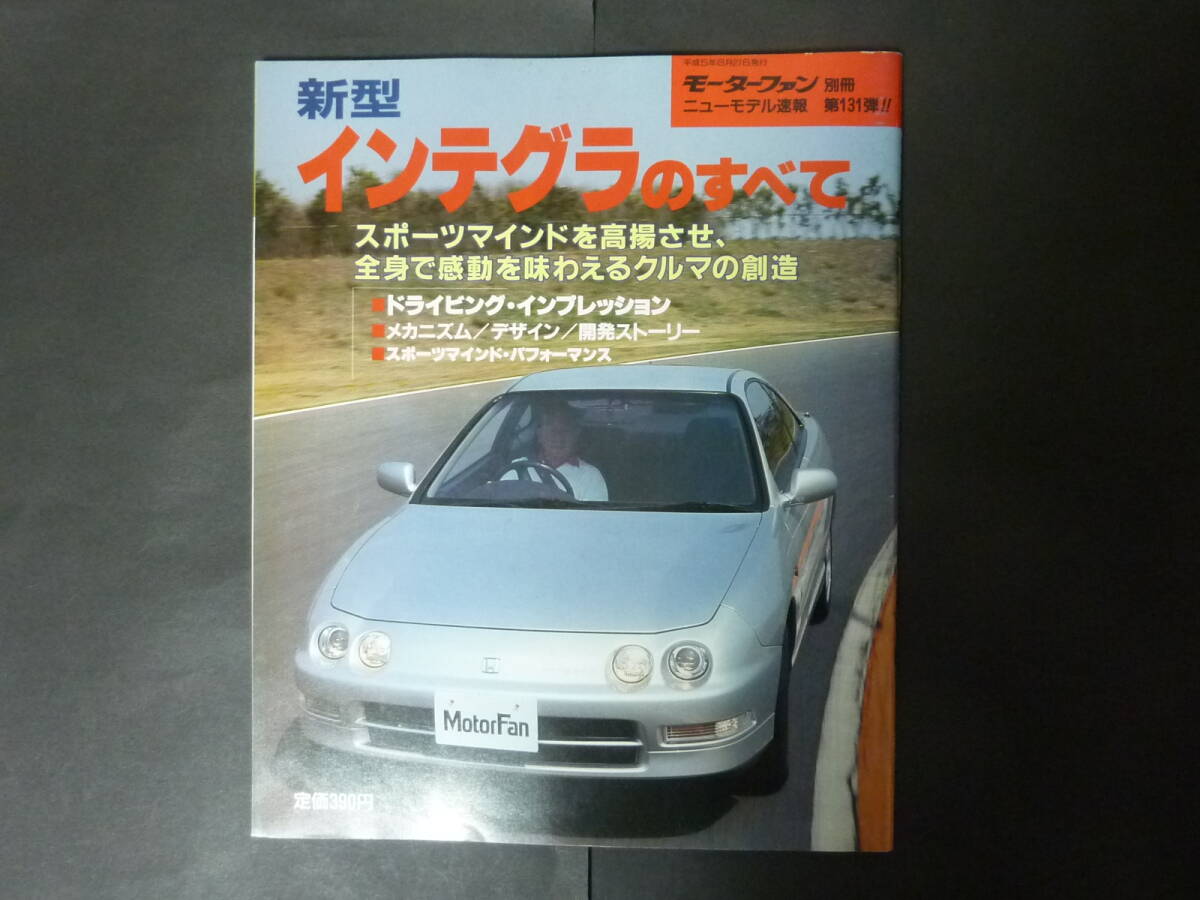 平成5年8月27日発行
モーターファン 別冊
ニューモデル速報 第131弾!!
新型
インテグラのすべて
スポーツマインドを高揚させ、
全身で感動を味わえるクルマの創造
■ドライビング・インプレッション
■メカニズム／デザイン／開発ストーリー
■スポーツマインド・パフォーマンス
MotorFan
定価390円